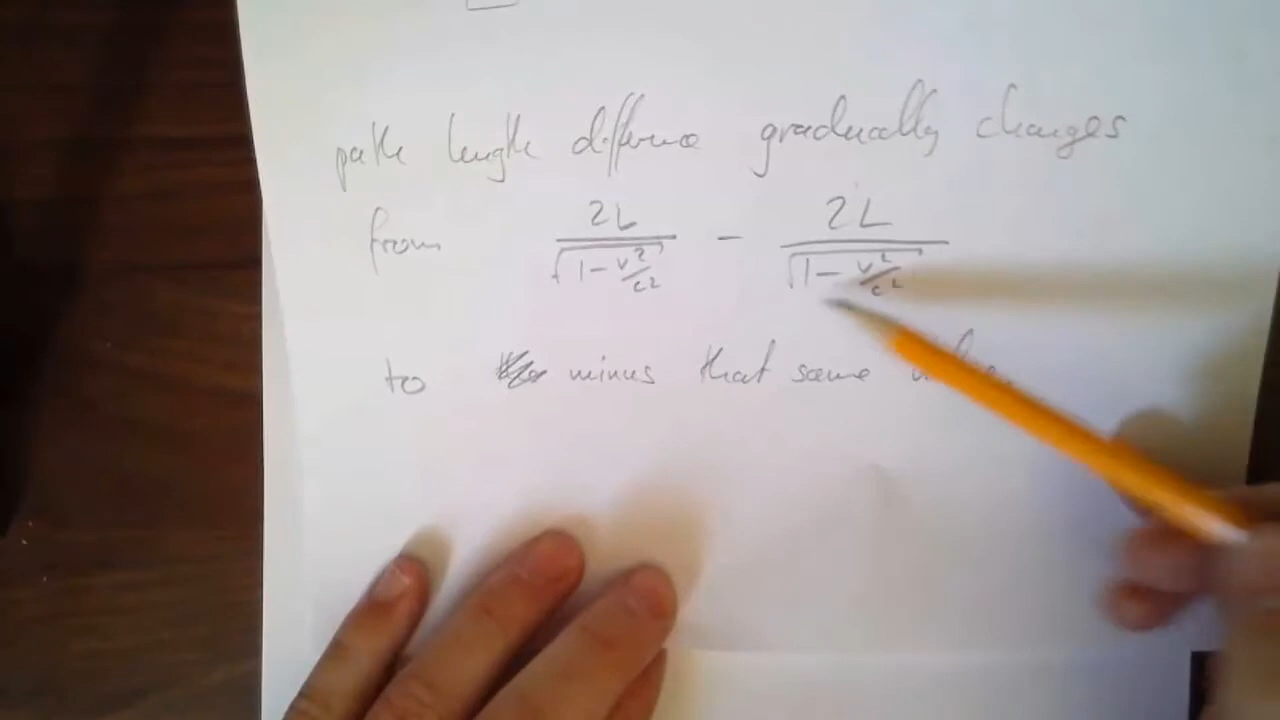 path length difference gradually changes
from 2L/√(1-v²/c²) - 2L/√(1-v²/c²)
to minus that same